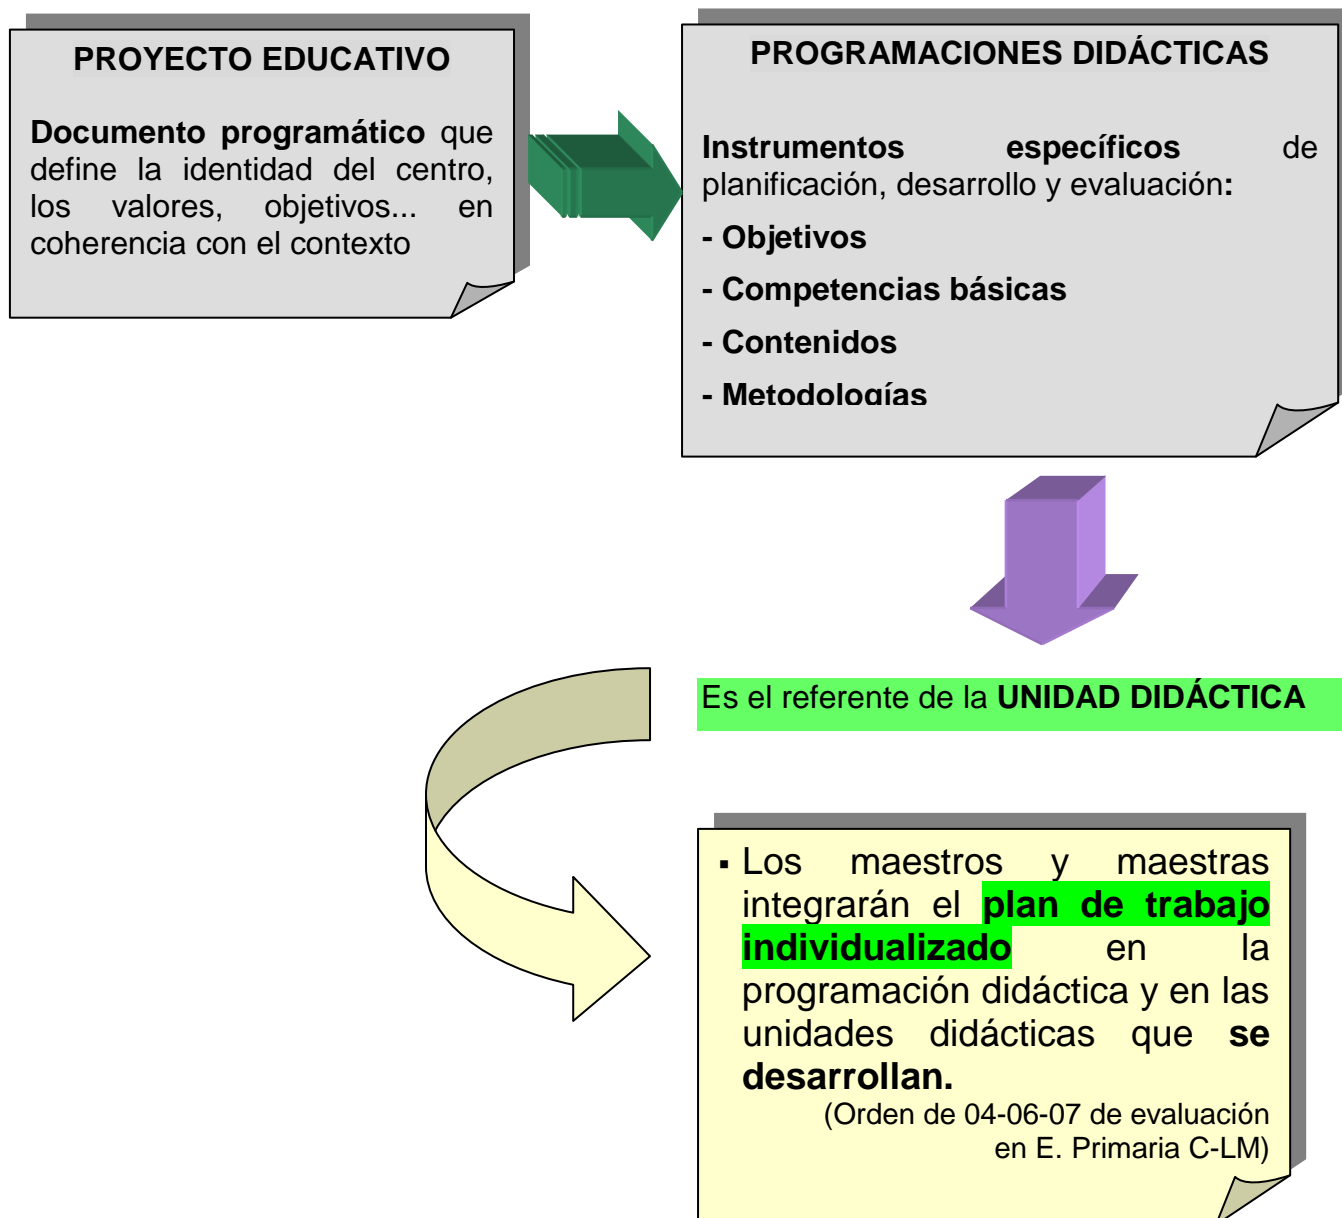 PROYECTO EDUCATIVO
Documento programático que
define la identidad del centro,
los valores, objetivos... en
coherencia con el contexto
PROGRAMACIONES DIDÁCTICAS
Instrumentos específicos de
planificación, desarrollo y evaluación:
- Objetivos
- Competencias básicas
- Contenidos
- Metodologías
Es el referente de la UNIDAD DIDÁCTICA
▪ Los maestros y maestras
integrarán el plan de trabajo
individualizado en la
programación didáctica y en las
unidades didácticas que se
desarrollan.
(Orden de 04-06-07 de evaluación
en E. Primaria C-LM)